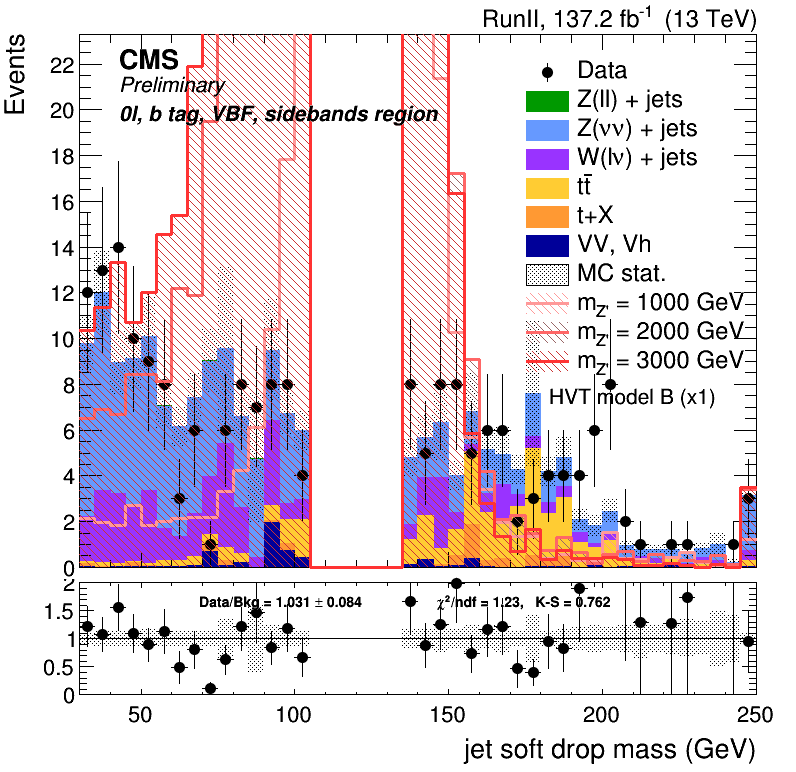 RunII, 137.2 fb⁻¹ (13 TeV)
Events
CMS
Preliminary
0l, b tag, VBF, sidebands region
Data
Z(ll) + jets
Z(νν) + jets
W(lν) + jets
tt̄
t+X
VV, Vh
MC stat.
m_Z' = 1000 GeV
m_Z' = 2000 GeV
m_Z' = 3000 GeV
HVT model B (x1)
22
20
18
16
14
12
10
8
6
4
2
0
Data/Bkg = 1.031 ± 0.084 χ²/ndf = 1.23, K-S = 0.762
2
1.5
1
0.5
0
50 100 150 200 250
jet soft drop mass (GeV)